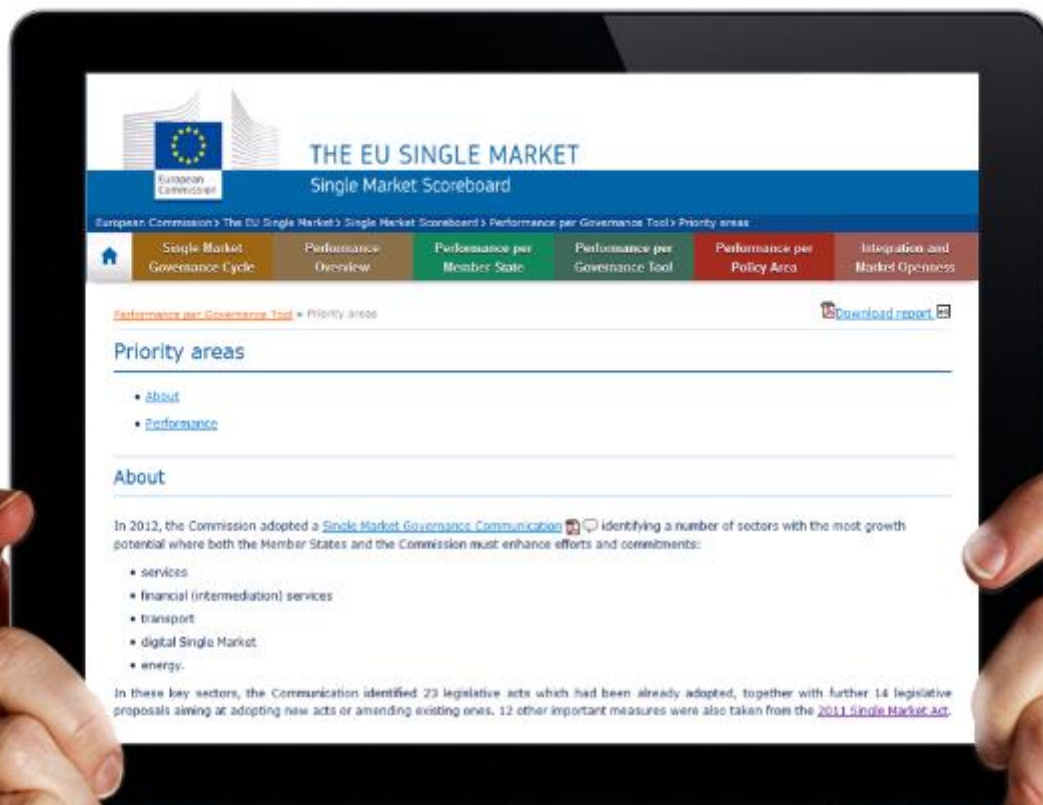 THE EU SINGLE MARKET
European
Commission
Single Market Scoreboard
European Commission > The EU Single Market > Single Market Scoreboard > Performance per Governance Tool > Priority areas
Single Market
Governance Cycle
Performance
Overview
Performance per
Member State
Performance per
Governance Tool
Performance per
Policy Area
Integration and
Market Openness
Performance per Governance Tool » Priority areas
Download report
Priority areas
• About
• Performance
About
In 2012, the Commission adopted a Single Market Governance Communication identifying a number of sectors with the most growth
potential where both the Member States and the Commission must enhance efforts and commitments:
• services
• financial (intermediation) services
• transport
• digital Single Market
• energy.
In these key sectors, the Communication identified 23 legislative acts which had been already adopted, together with further 14 legislative
proposals aiming at adopting new acts or amending existing ones. 12 other important measures were also taken from the 2011 Single Market Act.